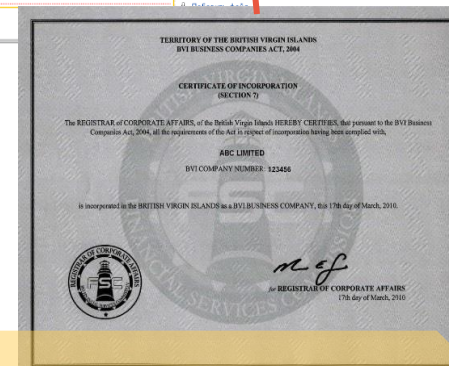 TERRITORY OF THE BRITISH VIRGIN ISLANDS
BVI BUSINESS COMPANIES ACT, 2004
CERTIFICATE OF INCORPORATION
(SECTION 7)
The REGISTRAR of CORPORATE AFFAIRS, of the British Virgin Islands HEREBY CERTIFIES, that pursuant to the BVI Business
Companies Act, 2004, all the requirements of the Act in respect of incorporation having been complied with,
ABC LIMITED
BVI COMPANY NUMBER: 123456
is incorporated in the BRITISH VIRGIN ISLANDS as a BVI BUSINESS COMPANY, this 17th day of March, 2010.
REGISTRAR OF CORPORATE AFFAIRS
FSC
for REGISTRAR OF CORPORATE AFFAIRS
17th day of March, 2010